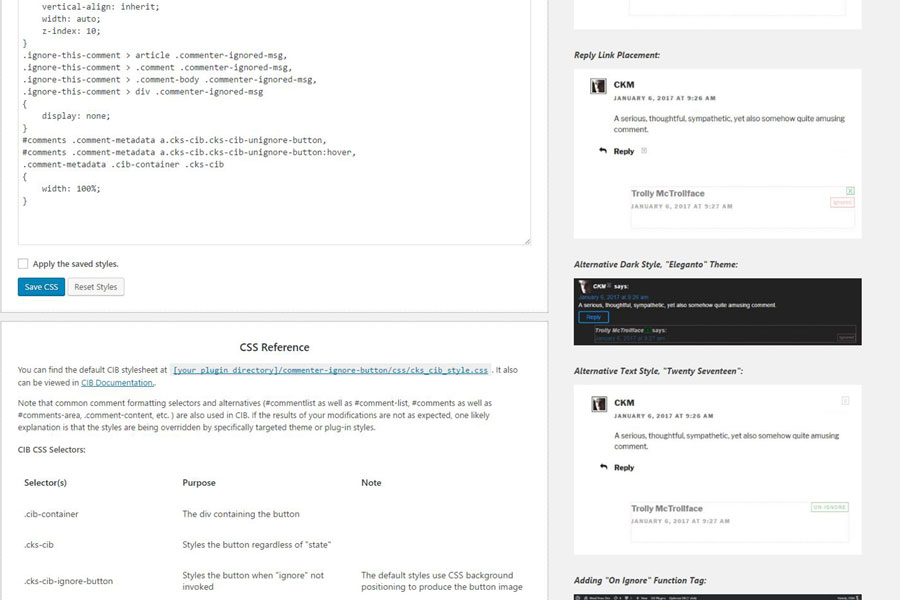 vertical-align: inherit;
width: auto;
z-index: 10;
}
.ignore-this-comment > article .commenter-ignored-msg,
.ignore-this-comment > .comment .commenter-ignored-msg,
.ignore-this-comment > .comment-body .commenter-ignored-msg,
.ignore-this-comment > div .commenter-ignored-msg
{
display: none;
}
#comments .comment-metadata a.cks-cib.cks-cib-unignore-button,
#comments .comment-metadata a.cks-cib.cks-cib-unignore-button:hover,
.comment-metadata .cib-container .cks-cib
{
width: 100%;
}
Apply the saved styles.
Save CSS
Reset Styles
CSS Reference
You can find the default CIB stylesheet at [your plugin directory]/commenter-ignore-button/css/cks_cib_style.css . It also
can be viewed in CIB Documentation..
Note that common comment formatting selectors and alternatives (#commentlist as well as #comment-list, #comments as well as
#comments-area, .comment-content, etc. ) are also used in CIB. If the results of your modifications are not as expected, one likely
explanation is that the styles are being overridden by specifically targeted theme or plug-in styles.
CIB CSS Selectors:
Selector(s) Purpose Note
.cib-container The div containing the button
.cks-cib Styles the button regardless of "state"
.cks-cib-ignore-button Styles the button when "ignore" not
invoked
The default styles use CSS background
positioning to produce the button image
Reply Link Placement:
CKM
JANUARY 6, 2017 AT 9:26 AM
A serious, thoughtful, sympathetic, yet also somehow quite amusing
comment.
Reply
Trolly McTrollface
JANUARY 6, 2017 AT 9:27 AM
ignored
Alternative Dark Style, "Eleganto" Theme:
CKM says:
January 6, 2017 at 9:26 am
A serious, thoughtful, sympathetic, yet also somehow quite amusing comment.
Reply
Trolly McTrollface says:
January 6, 2017 at 9:27 am
ignored
Alternative Text Style, "Twenty Seventeen":
CKM
JANUARY 6, 2017 AT 9:26 AM
A serious, thoughtful, sympathetic, yet also somehow quite amusing
comment.
Reply
Trolly McTrollface
UN-IGNORE
JANUARY 6, 2017 AT 9:27 AM
Adding "On Ignore" Function Tag: